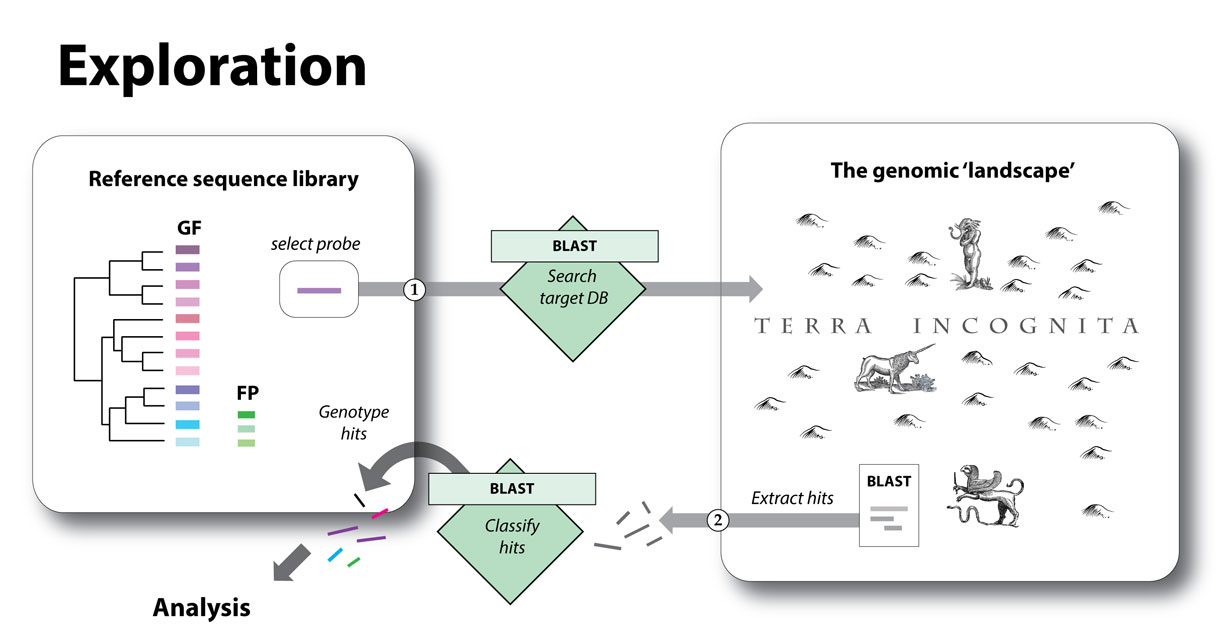 Exploration
Reference sequence library
GF
select probe
FP
Genotype
hits
1
BLAST
Search
target DB
The genomic 'landscape'
TERRA INCOGNITA
BLAST
Extract hits
2
BLAST
Classify
hits
Analysis